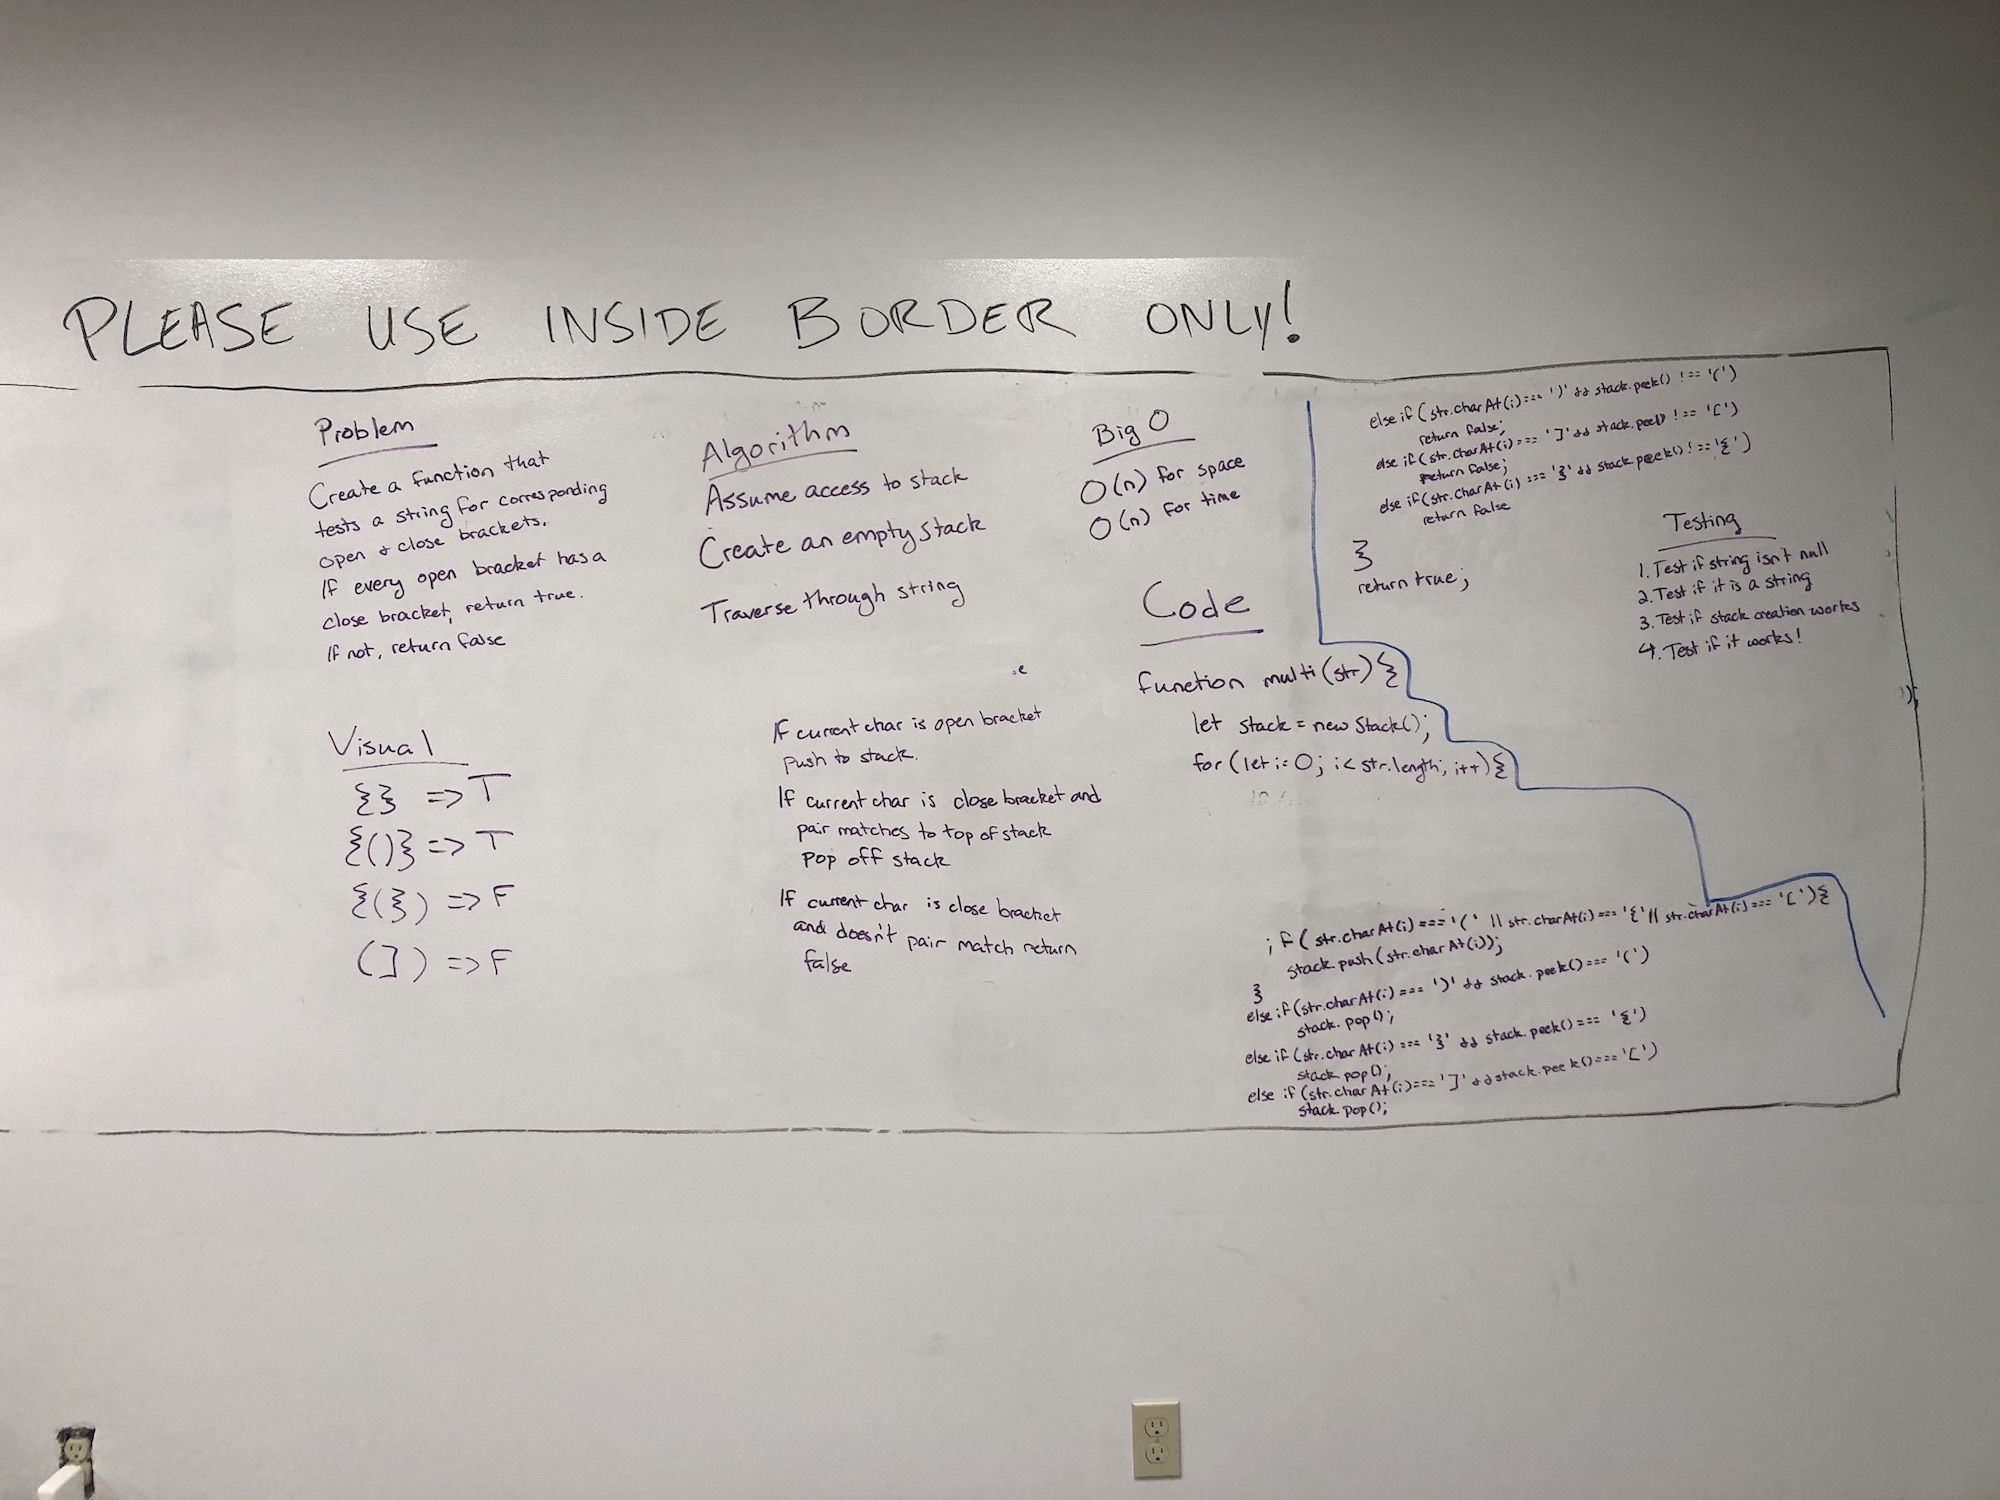 PLEASE USE INSIDE BORDER ONLY!
Problem
Create a function that
tests a string for corresponding
open & close brackets.
If every open bracket has a
close bracket, return true.
If not, return false
Visual
{} => T
{()} => T
{(}) => F
(]) => F
Algorithm
Assume access to stack
Create an empty stack
Traverse through string
If current char is open bracket
push to stack.
If current char is close bracket and
pair matches to top of stack
pop off stack
If current char is close bracket
and doesn't pair match return
false
Big O
O(n) for space
O(n) for time
Code
function multi(str){
let stack = new Stack();
for (let i=0; i<str.length; i++){
if (str.charAt(i) === '(' || str.charAt(i) === '{' || str.charAt(i) === '['){
stack.push(str.charAt(i));
}
else if (str.charAt(i) === ')' && stack.peek() === '(')
stack.pop();
else if (str.charAt(i) === '}' && stack.peek() === '{')
stack.pop();
else if (str.charAt(i) === ']' && stack.peek() === '[')
stack.pop();
else if (str.charAt(i) === ')' && stack.peek() !== '(')
return false;
else if (str.charAt(i) === ']' && stack.peek() !== '[')
return false;
else if (str.charAt(i) === '}' && stack.peek() !== '{')
return false
}
return true;
Testing
1. Test if string isn't null
2. Test if it is a string
3. Test if stack creation works
4. Test if it works!